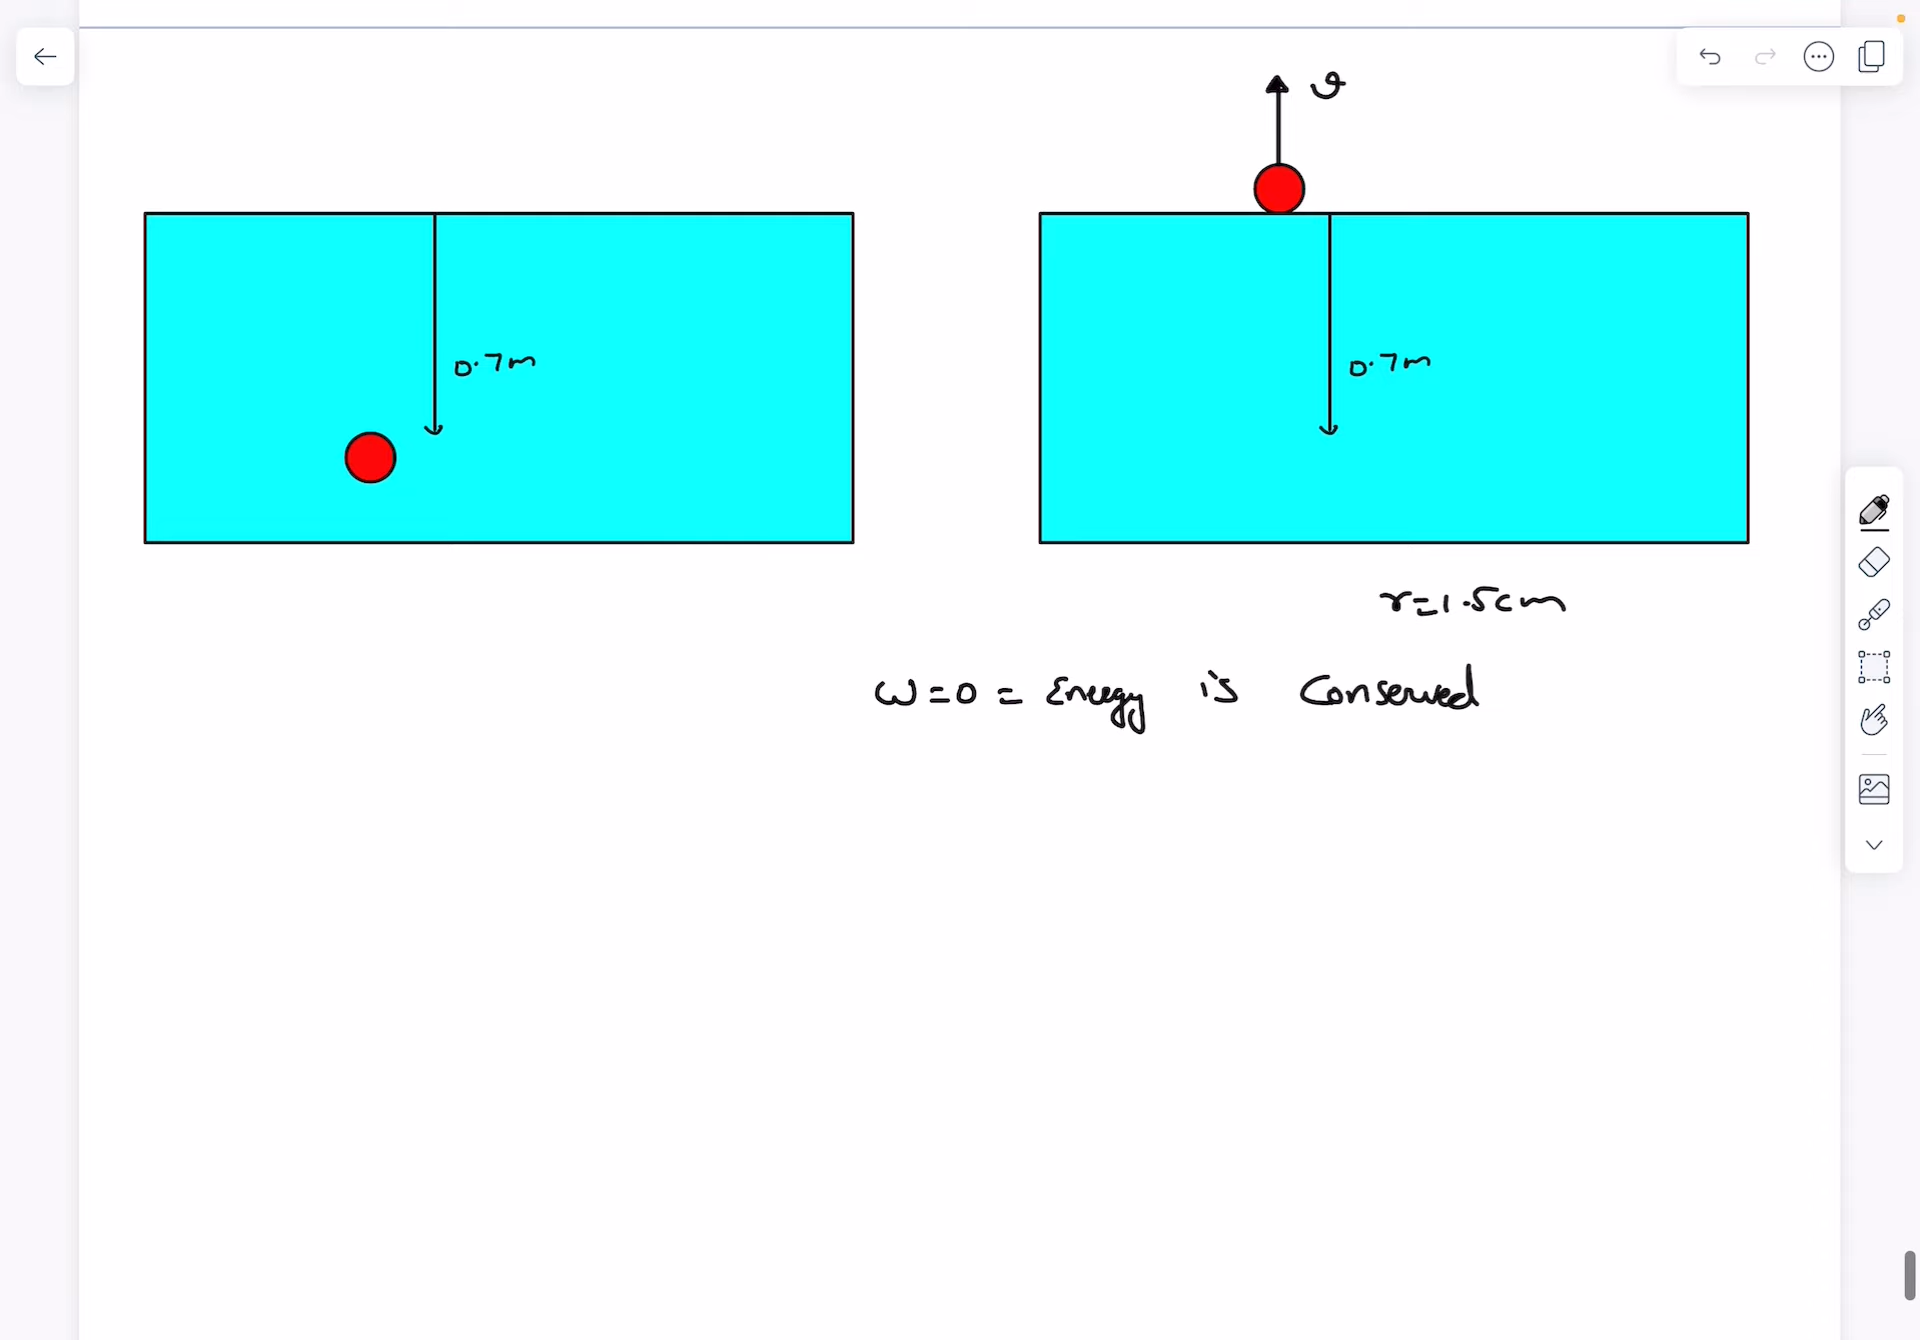 v
0.7m
0.7m
r=1.5cm
W=0 = Energy is Conserved